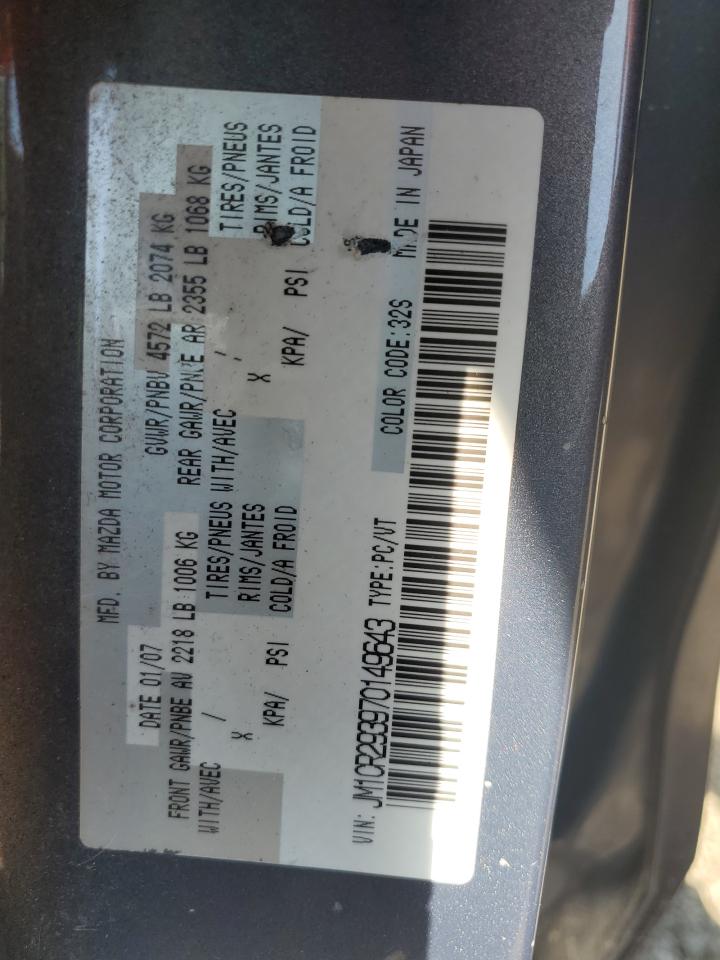 MFD. BY MAZDA MOTOR CORPORATION
DATE 01/07
GVWR/PNBV 4572 LB 2074 KG
FRONT GAWR/PNBE AV 2218 LB 1006 KG
REAR GAWR/PNBE AR 2355 LB 1068 KG
WITH/AVEC / TIRES/PNEUS WITH/AVEC / TIRES/PNEUS
X RIMS/JANTES X RIMS/JANTES
KPA/ PSI COLD/A FROID KPA/ PSI COLD/A FROID
VIN: JM1CR293970149643 TYPE:PC/VT
COLOR CODE:32S MADE IN JAPAN